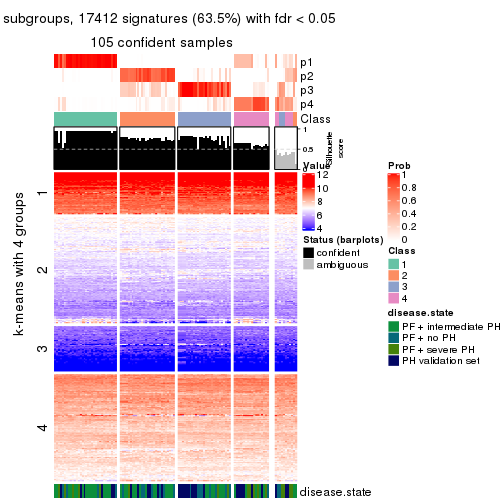 subgroups, 17412 signatures (63.5%) with fdr < 0.05
105 confident samples
p1
p2
p3
p4
Class
1
0.5
0
Silhouette
score
k-means with 4 groups
1
2
3
4
Value
12
10
8
6
4
Status (barplots)
confident
ambiguous
Prob
1
0.8
0.6
0.4
0.2
0
Class
1
2
3
4
disease.state
PF + intermediate PH
PF + no PH
PF + severe PH
PH validation set
disease.state